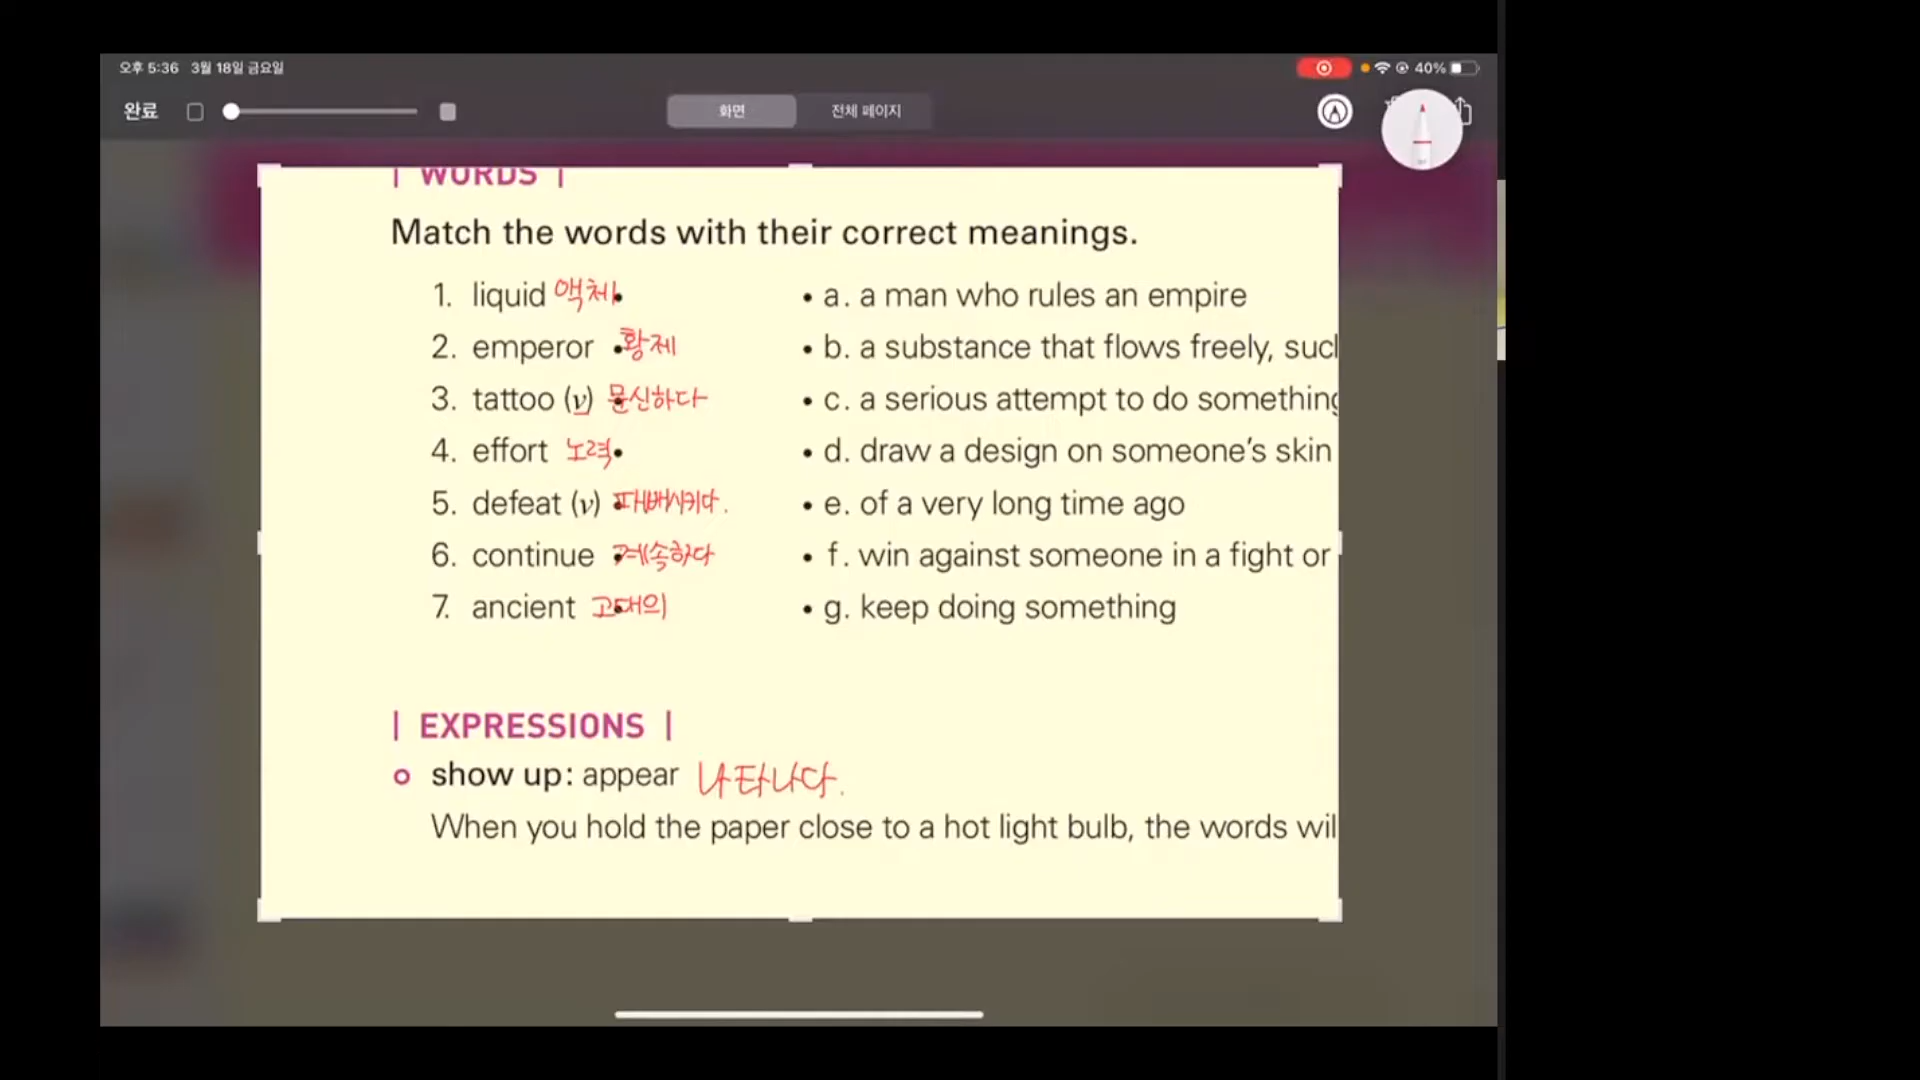 오후 5:36 3월 18일 금요일
40%
완료
화면
전체 페이지
| WORDS |
Match the words with their correct meanings.
1. liquid 액체 • • a. a man who rules an empire
2. emperor • 황제 • b. a substance that flows freely, suc
3. tattoo (v) • 문신하다 • c. a serious attempt to do something
4. effort 노력 • • d. draw a design on someone’s skin
5. defeat (v) • 패배시키다. • e. of a very long time ago
6. continue • 계속하다 • f. win against someone in a fight or
7. ancient 고대의 • • g. keep doing something
| EXPRESSIONS |
show up: appear 나타나다.
When you hold the paper close to a hot light bulb, the words wil